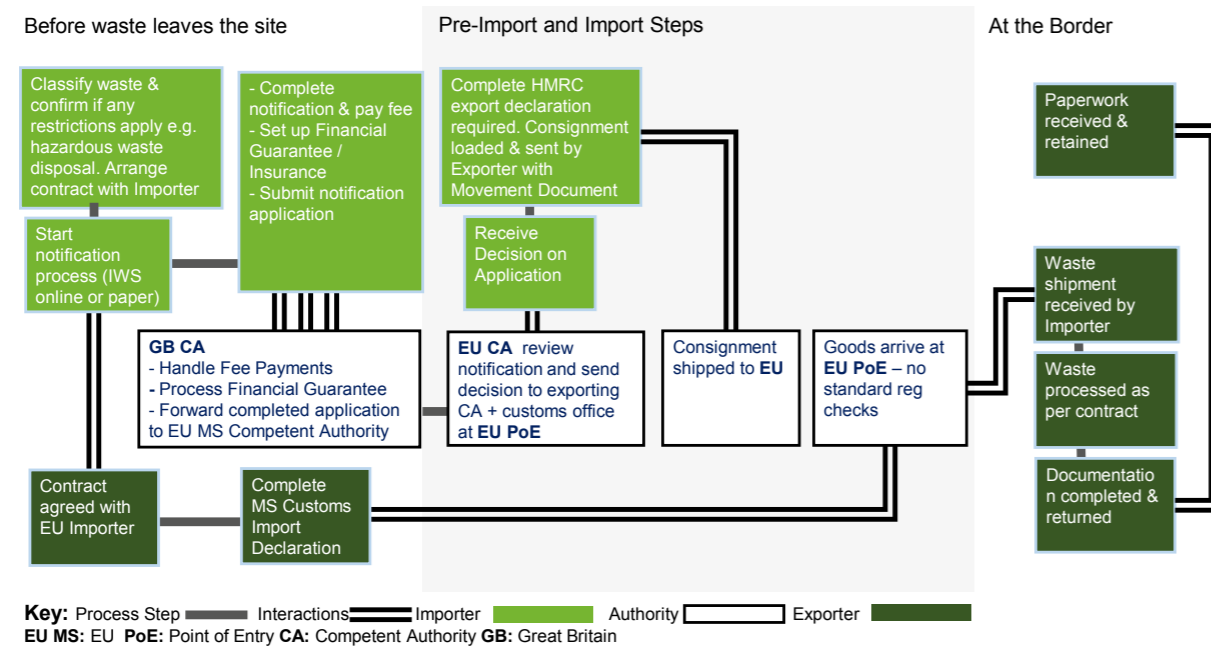 Before waste leaves the site
Pre-Import and Import Steps
At the Border
Classify waste &
confirm if any
restrictions apply e.g.
hazardous waste
disposal. Arrange
contract with Importer
- Complete
notification & pay fee
- Set up Financial
Guarantee /
Insurance
- Submit notification
application
Complete HMRC
export declaration
required. Consignment
loaded & sent by
Exporter with
Movement Document
Paperwork
received &
retained
Start
notification
process (IWS
online or paper)
Receive
Decision on
Application
Waste
shipment
received by
Importer
GB CA
- Handle Fee Payments
- Process Financial Guarantee
- Forward completed application
to EU MS Competent Authority
EU CA review
notification and send
decision to exporting
CA + customs office
at EU PoE
Consignment
shipped to EU
Goods arrive at
EU PoE – no
standard reg
checks
Waste
processed as
per contract
Contract
agreed with
EU Importer
Complete
MS Customs
Import
Declaration
Documentatio
n completed &
returned
Key: Process Step Interactions Importer Authority Exporter
EU MS: EU PoE: Point of Entry CA: Competent Authority GB: Great Britain